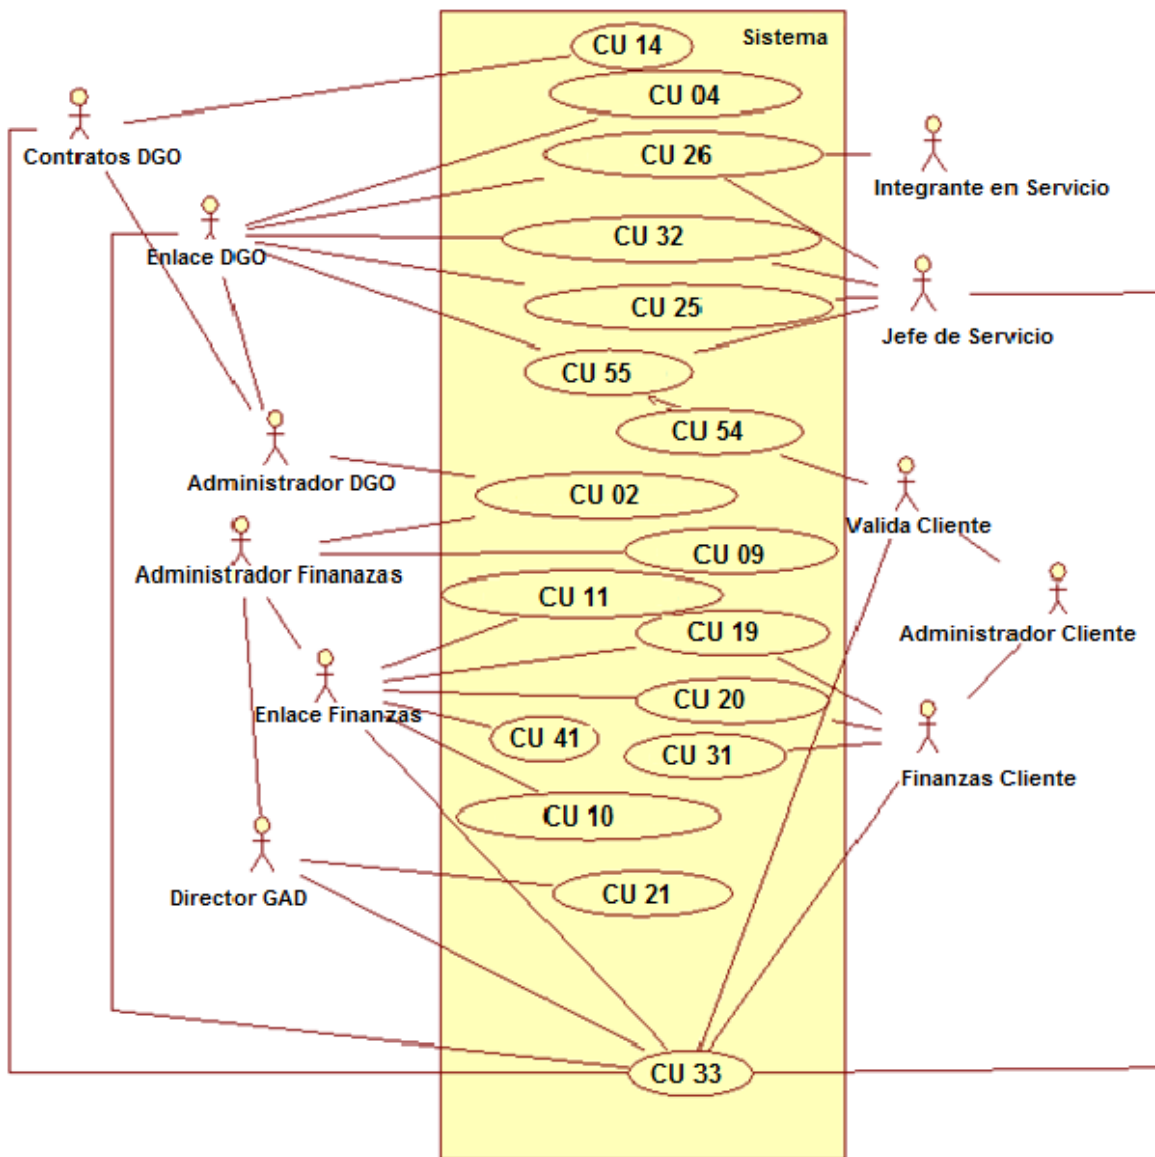 Sistema
CU 14
CU 04
Contratos DGO
CU 26
Integrante en Servicio
Enlace DGO
CU 32
CU 25
Jefe de Servicio
CU 55
CU 54
Administrador DGO
CU 02
Valida Cliente
Administrador Finanazas
CU 09
CU 11
CU 19
Administrador Cliente
Enlace Finanzas
CU 20
CU 41
CU 31
Finanzas Cliente
CU 10
Director GAD
CU 21
CU 33